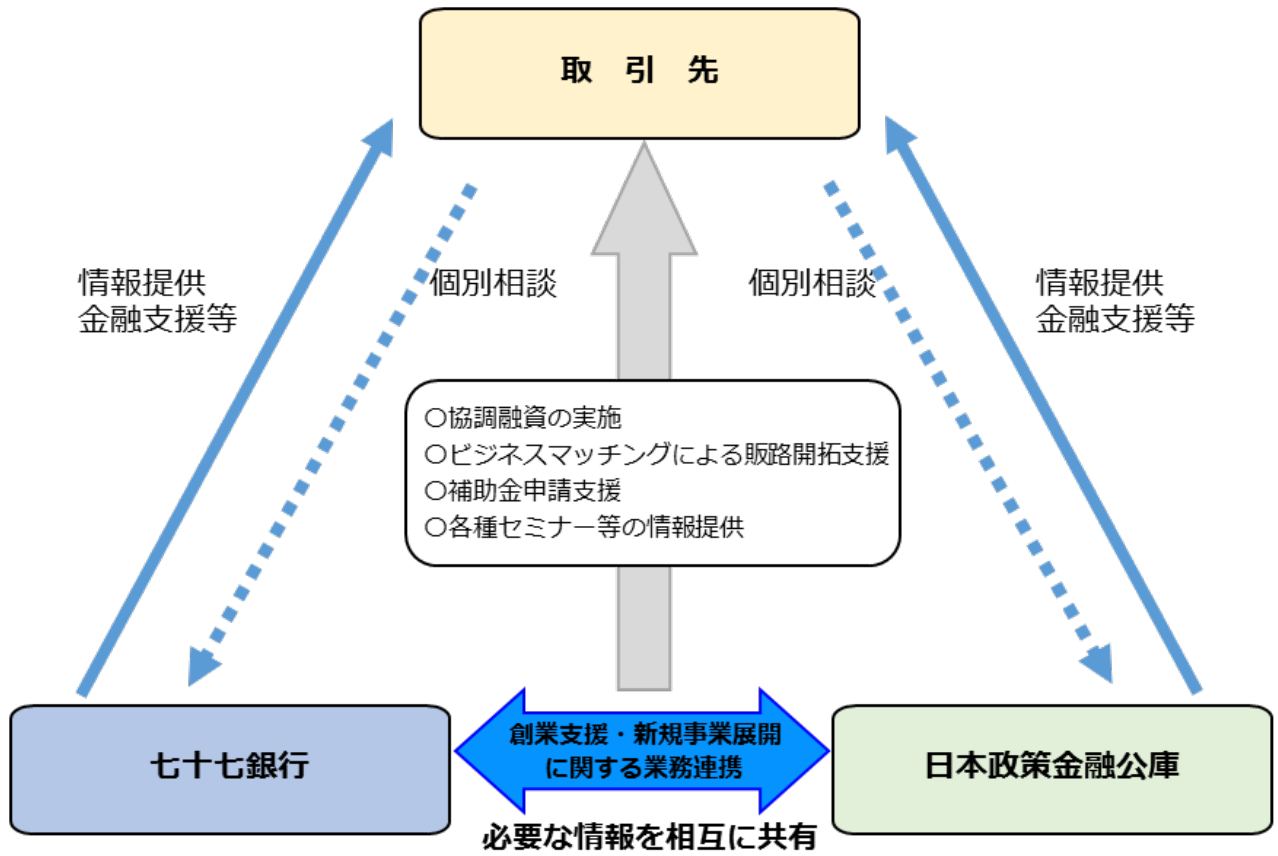 取　引　先
情報提供
金融支援等
個別相談
個別相談
情報提供
金融支援等
○協調融資の実施
○ビジネスマッチングによる販路開拓支援
○補助金申請支援
○各種セミナー等の情報提供
七十七銀行
創業支援・新規事業展開
に関する業務連携
日本政策金融公庫
必要な情報を相互に共有